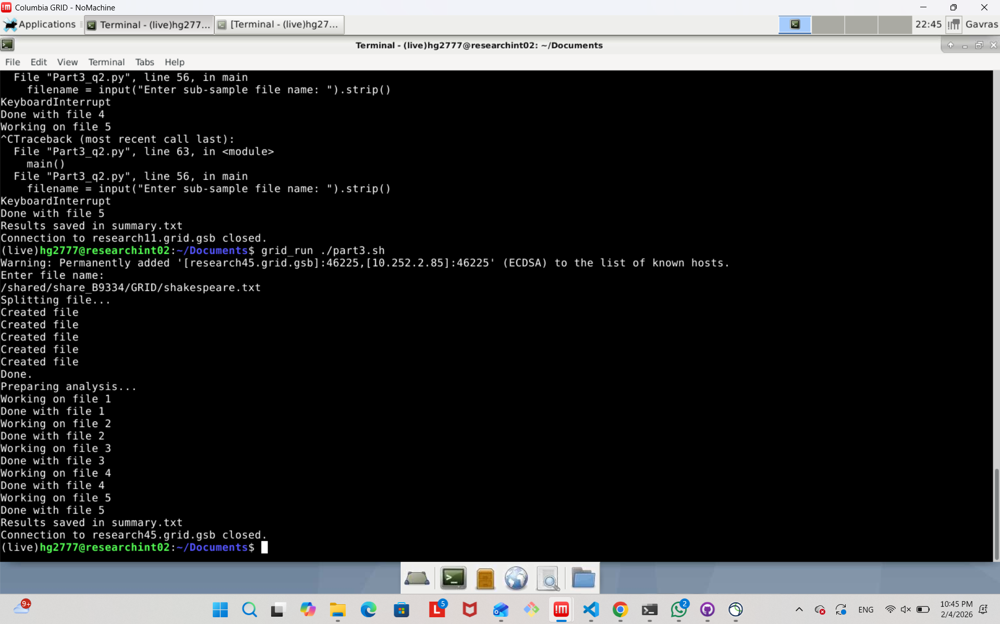 Columbia GRID - NoMachine
Applications
Terminal - (live)hg277...
[Terminal - (live)hg27...
22:45
Gavras
Terminal - (live)hg2777@researchint02: ~/Documents
File Edit View Terminal Tabs Help
  File "Part3_q2.py", line 56, in main
    filename = input("Enter sub-sample file name: ").strip()
KeyboardInterrupt
Done with file 4
Working on file 5
^CTraceback (most recent call last):
  File "Part3_q2.py", line 63, in <module>
    main()
  File "Part3_q2.py", line 56, in main
    filename = input("Enter sub-sample file name: ").strip()
KeyboardInterrupt
Done with file 5
Results saved in summary.txt
Connection to research11.grid.gsb closed.
(live)hg2777@researchint02:~/Documents$ grid_run ./part3.sh
Warning: Permanently added '[research45.grid.gsb]:46225,[10.252.2.85]:46225' (ECDSA) to the list of known hosts.
Enter file name:
/shared/share_B9334/GRID/shakespeare.txt
Splitting file...
Created file
Created file
Created file
Created file
Created file
Done.
Preparing analysis...
Working on file 1
Done with file 1
Working on file 2
Done with file 2
Working on file 3
Done with file 3
Working on file 4
Done with file 4
Working on file 5
Done with file 5
Results saved in summary.txt
Connection to research45.grid.gsb closed.
(live)hg2777@researchint02:~/Documents$
9+
5
2
ENG
10:45 PM
2/4/2026